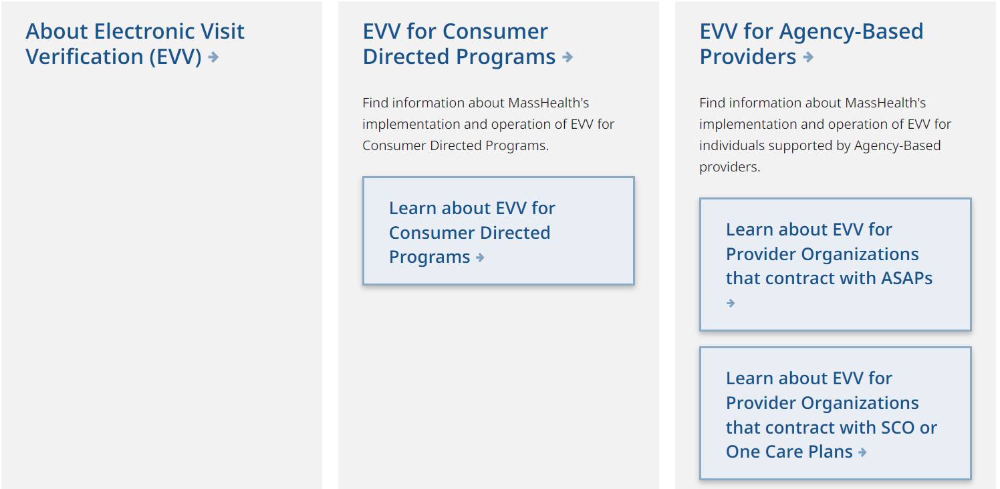 About Electronic Visit
Verification (EVV) →
EVV for Consumer
Directed Programs →
Find information about MassHealth's
implementation and operation of EVV for
Consumer Directed Programs.
Learn about EVV for
Consumer Directed
Programs →
EVV for Agency-Based
Providers →
Find information about MassHealth's
implementation and operation of EVV for
individuals supported by Agency-Based
providers.
Learn about EVV for
Provider Organizations
that contract with ASAPs
→
Learn about EVV for
Provider Organizations
that contract with SCO or
One Care Plans →